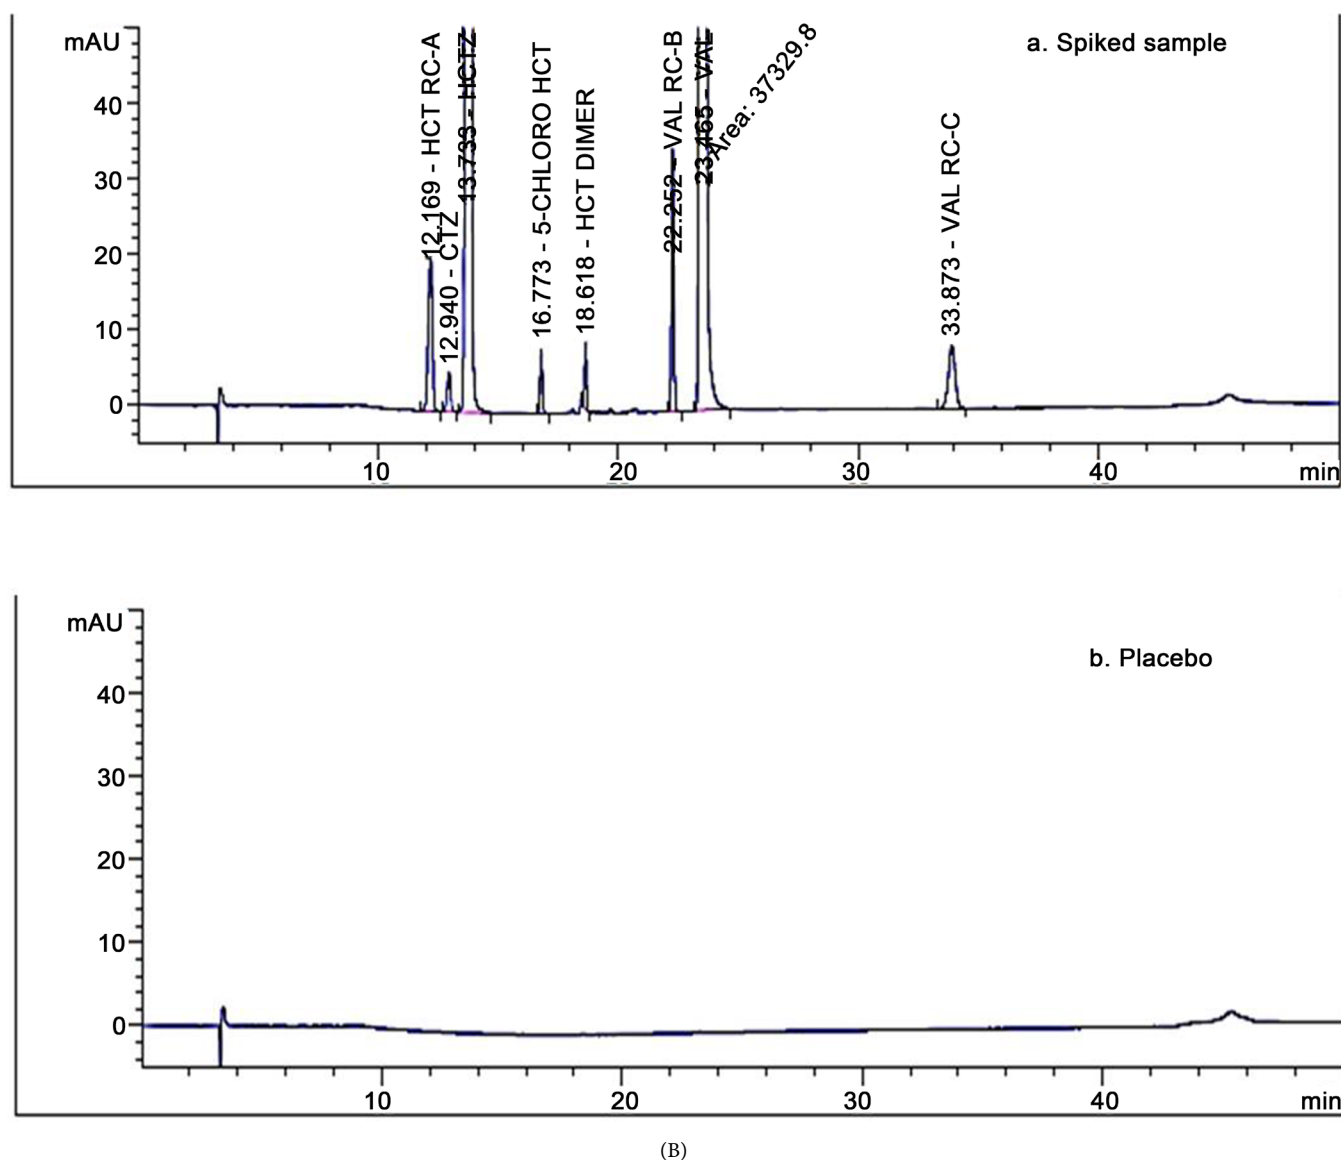 mAU
a. Spiked sample
40
30
20
10
0
12.169 - HCT RC-A
12.940 - CTZ
13.733 - HCTZ
16.773 - 5-CHLORO HCT
18.618 - HCT DIMER
22.252 - VAL RC-B
23.465 - VAL
Area: 37329.8
33.873 - VAL RC-C
10 20 30 40 min
mAU
b. Placebo
40
30
20
10
0
10 20 30 40 min
(B)